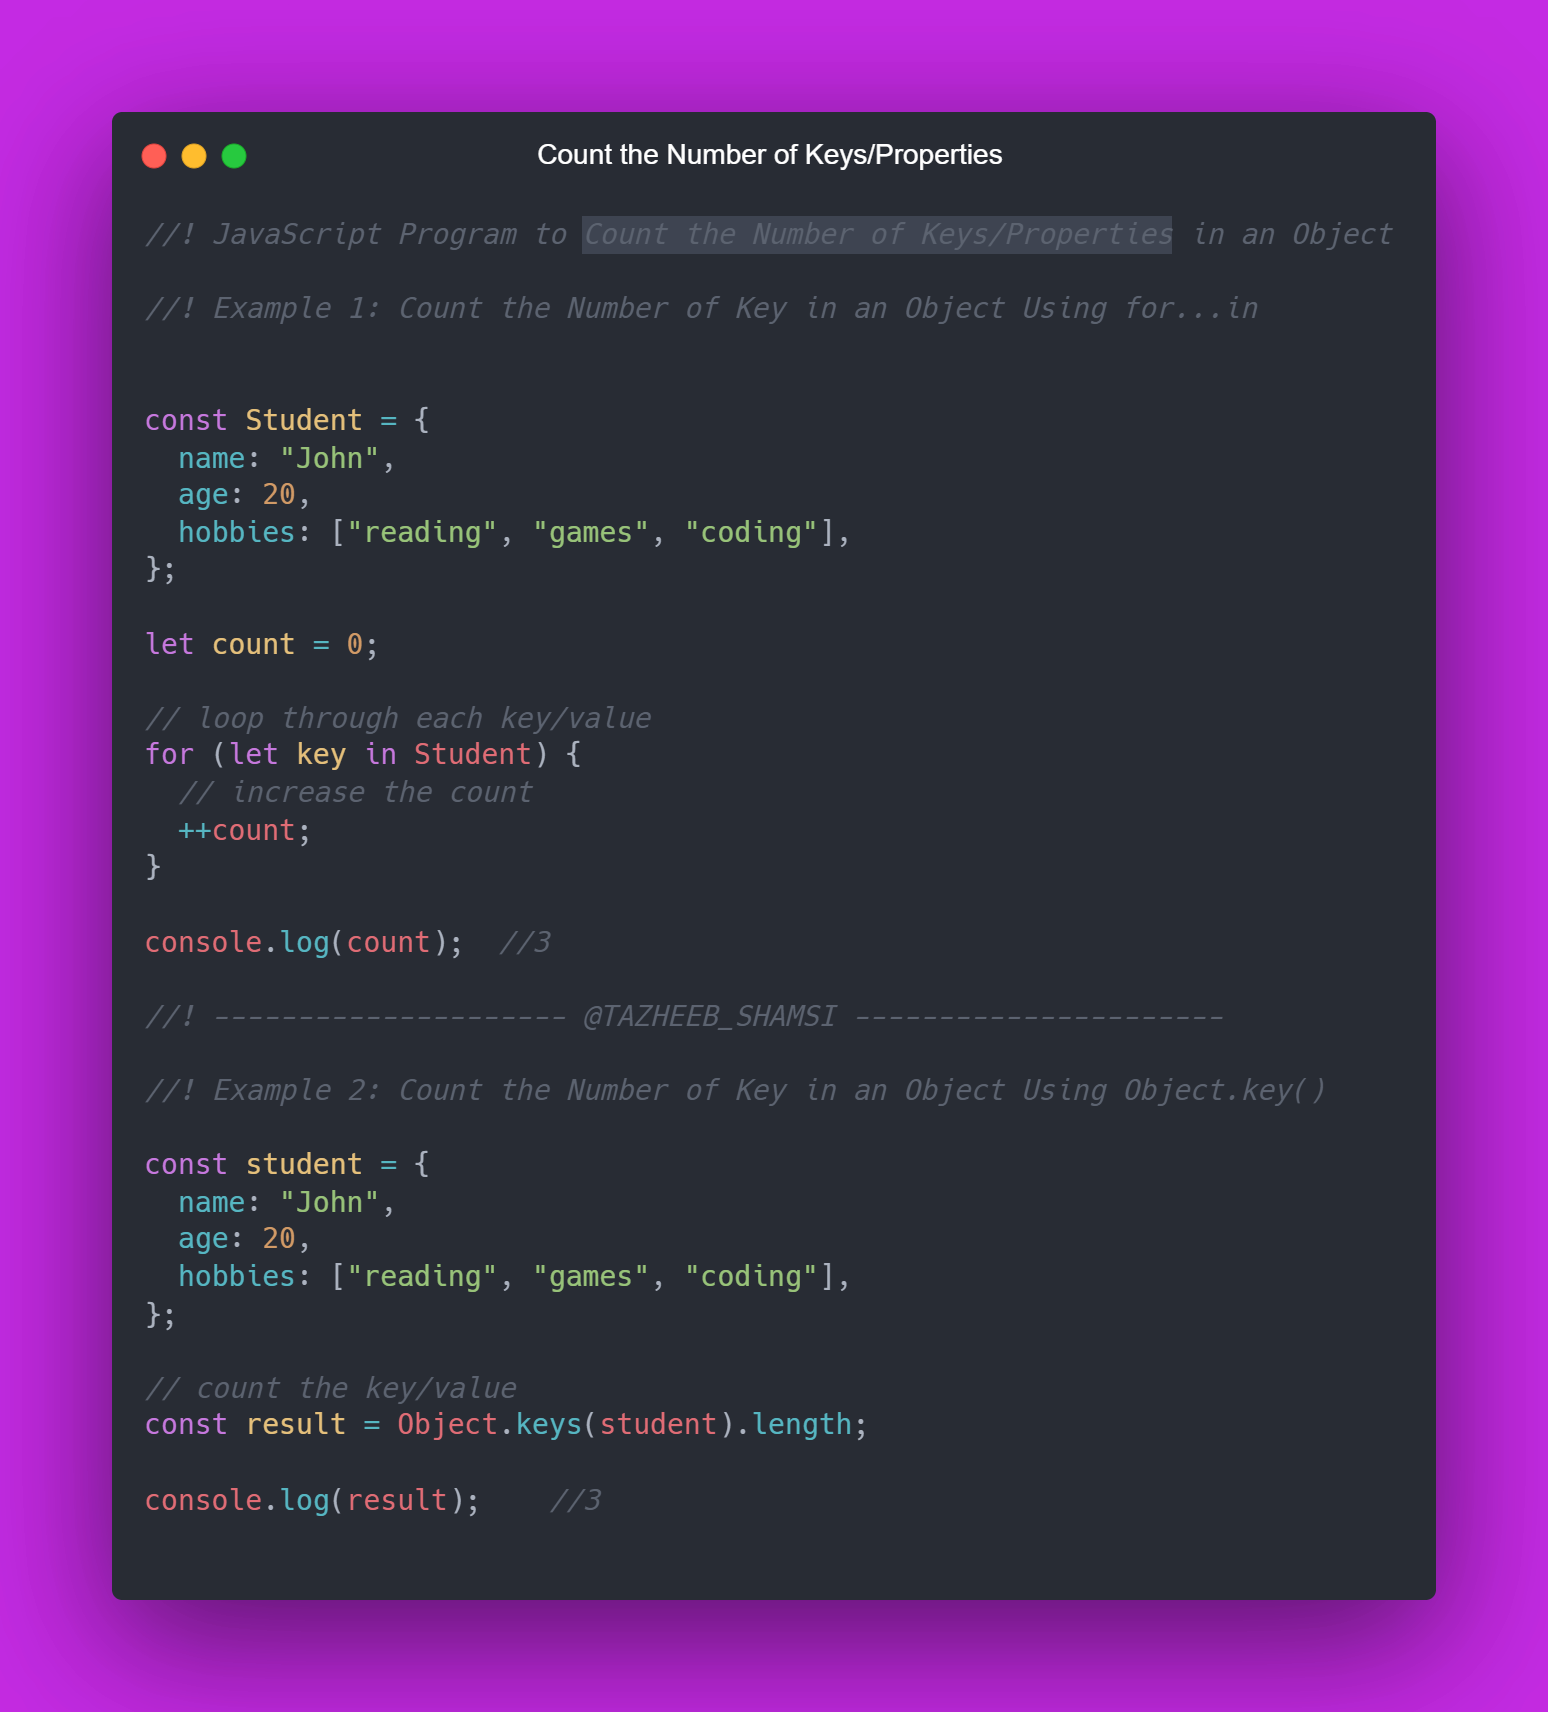 Count the Number of Keys/Properties
//! JavaScript Program to Count the Number of Keys/Properties in an Object
//! Example 1: Count the Number of Key in an Object Using for...in
const Student = {
  name: "John",
  age: 20,
  hobbies: ["reading", "games", "coding"],
};
let count = 0;
// loop through each key/value
for (let key in Student) {
  // increase the count
  ++count;
}
console.log(count);  //3
//! --------------------- @TAZHEEB_SHAMSI ----------------------
//! Example 2: Count the Number of Key in an Object Using Object.key()
const student = {
  name: "John",
  age: 20,
  hobbies: ["reading", "games", "coding"],
};
// count the key/value
const result = Object.keys(student).length;
console.log(result);    //3